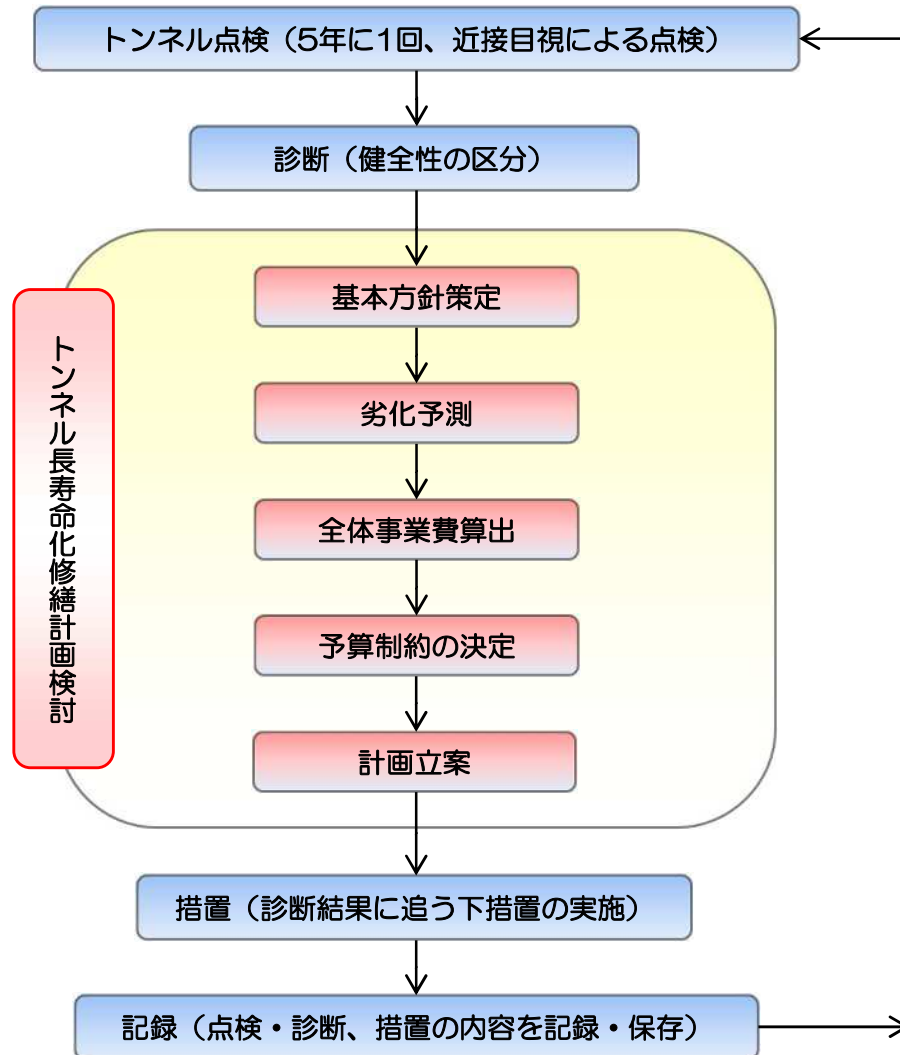 トンネル点検（5年に1回、近接目視による点検）
診断（健全性の区分）
トンネル長寿命化修繕計画検討
基本方針策定
劣化予測
全体事業費算出
予算制約の決定
計画立案
措置（診断結果に追う下措置の実施）
記録（点検・診断、措置の内容を記録・保存）